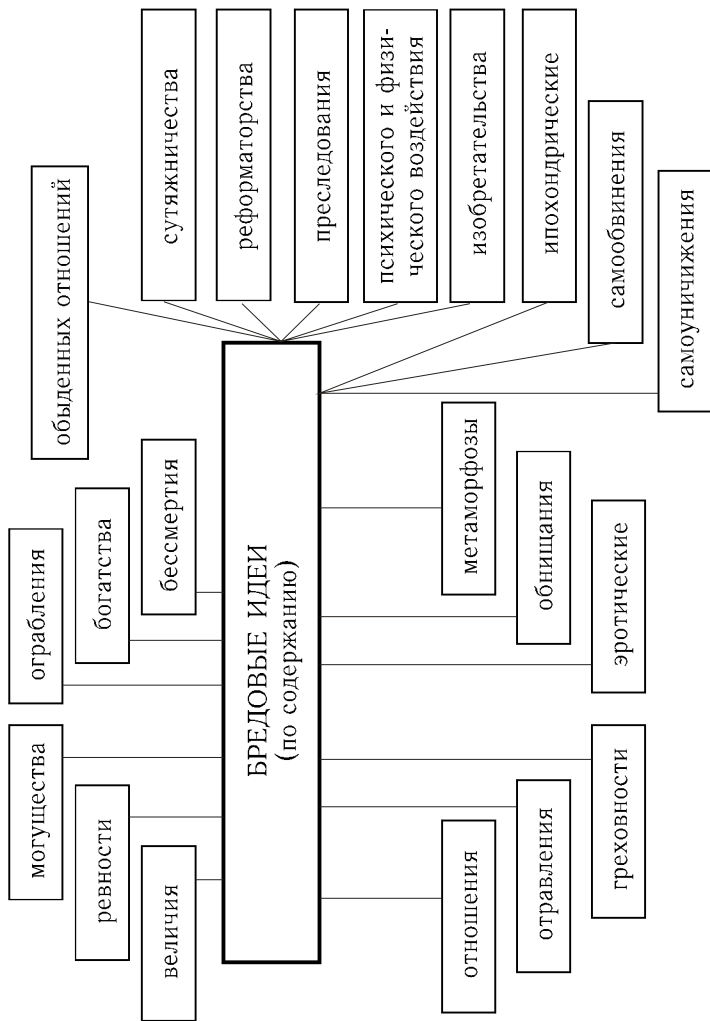 могущества
ограбления
обыденных отношений
ревности
богатства
величия
бессмертия
сутяжничества
реформаторства
преследования
психического и физи-
ческого воздействия
изобретательства
ипохондрические
самообвинения
самоуничижения
БРЕДОВЫЕ ИДЕИ
(по содержанию)
отношения
метаморфозы
отравления
обнищания
греховности
эротические